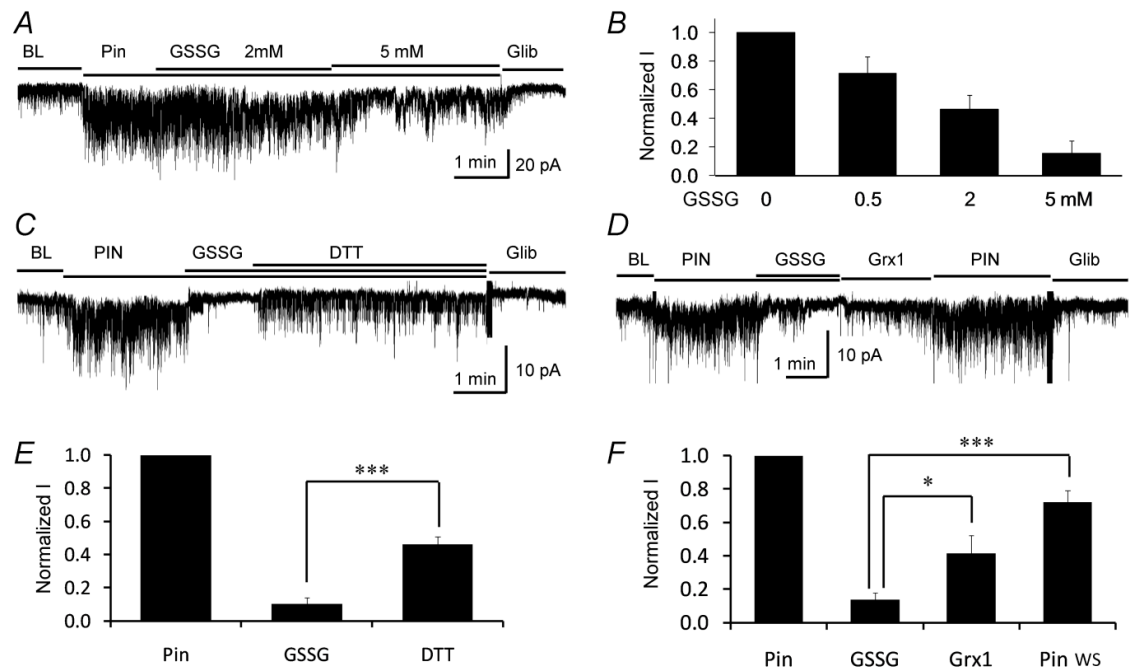 A
BL Pin GSSG 2mM 5 mM Glib
1 min
20 pA
B
Normalized I
1.0
0.8
0.6
0.4
0.2
0.0
GSSG 0 0.5 2 5 mM
C
BL PIN GSSG DTT Glib
1 min
10 pA
D
BL PIN GSSG Grx1 PIN Glib
1 min
10 pA
E
Normalized I
1.0
0.8
0.6
0.4
0.2
0.0
***
Pin GSSG DTT
F
Normalized I
1.0
0.8
0.6
0.4
0.2
0.0
***
*
Pin GSSG Grx1 Pin WS